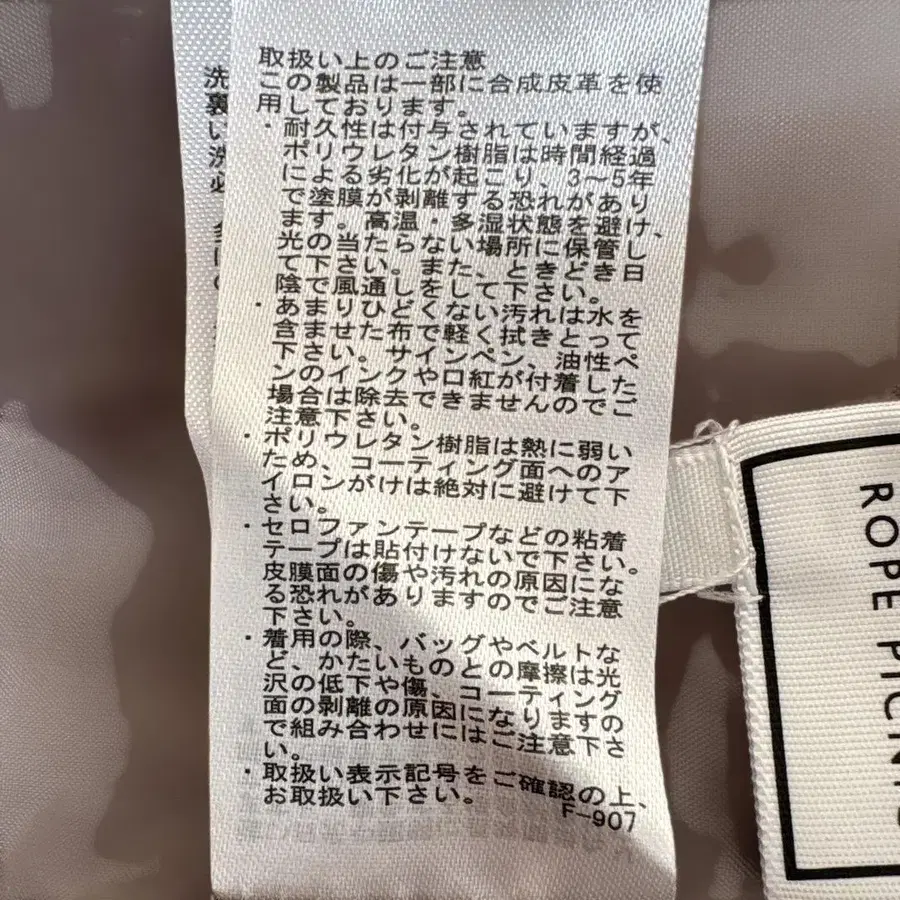 取扱い上のご注意
この製品は一部に合成皮革を使
用しております。
・耐久性は付与されていますが、
ポリウレタン樹脂は時間経過
による劣化が起こり、3～5年
で塗膜が剥離する恐れがあり
ます。高温・多湿状態を避け、
光の当たらない場所に保管し
て下さい。また、ときどき日
陰で風通しをして下さい。
・あまりひどくない汚れは水を
含ませた布で軽く拭きとって
下さい。サインペン、油性ペ
ンのインクや口紅が付着した
場合は除去できませんのでご
注意下さい。
・ポリウレタン樹脂は熱に弱い
ため、コーティング面へのア
イロンがけは絶対に避けて下
さい。
・セロファンテープなどの粘着
テープは貼付けないで下さい。
皮膜面の傷や汚れの原因にな
る恐れがありますのでご注意
下さい。
・着用の際、バッグやベルトな
ど、かたいものとの摩擦は光
沢の低下や傷、コーティング
面の剥離の原因になりますの
で組み合わせにはご注意下さ
い。
・取扱い表示記号をご確認の上、
お取扱い下さい。
F-907
洗
裏
い
洗
必
ROPE PICNIC